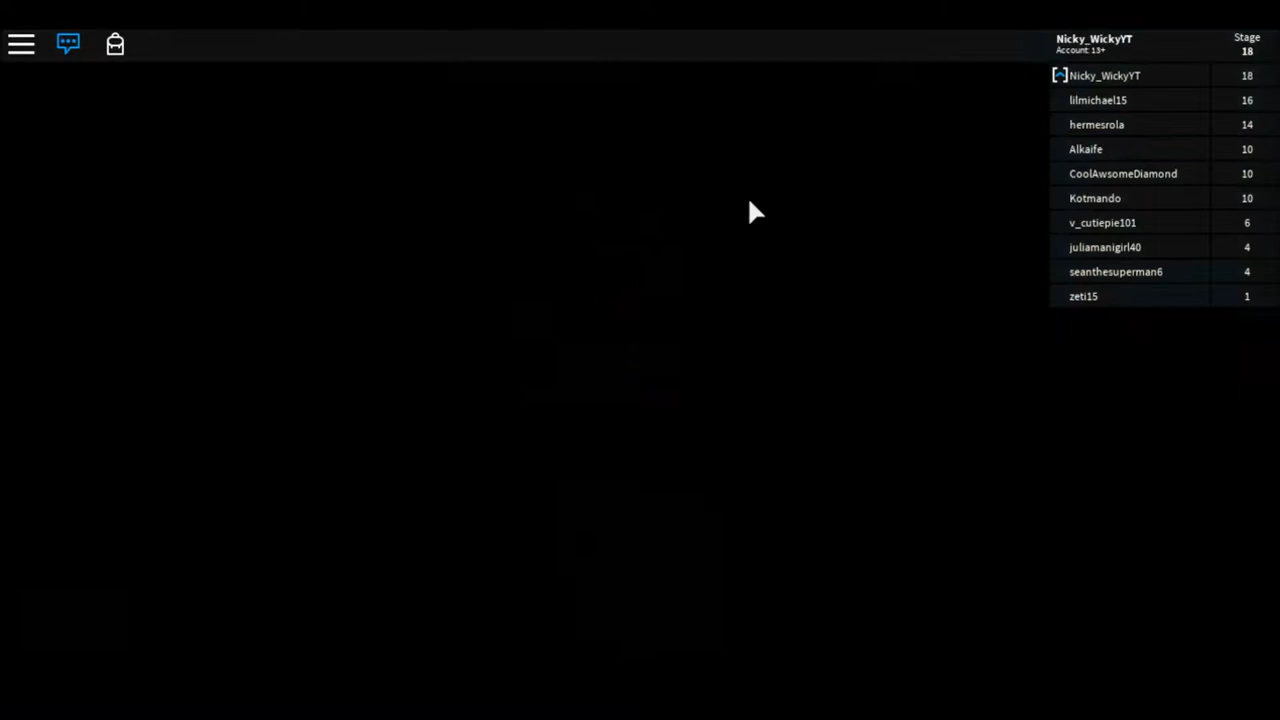 Nicky_WickyYT Stage
Account: 13+ 18
Nicky_WickyYT 18
lilmichael15 16
hermesrola 14
Alkaife 10
CoolAwsomeDiamond 10
Kotmando 10
v_cutiepie101 6
juliamanigirl40 4
seanthesuperman6 4
zeti15 1